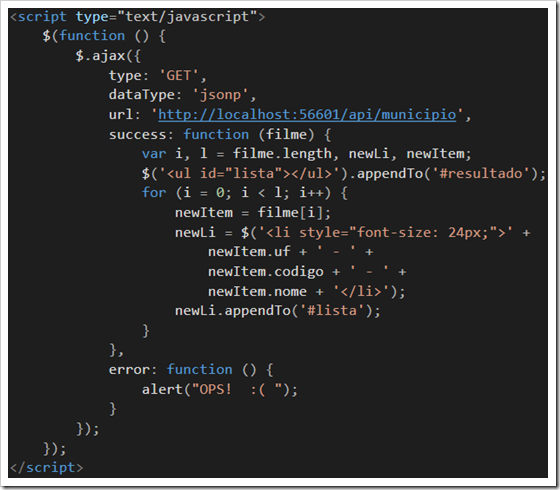 <script type="text/javascript">
    $(function () {
        $.ajax({
            type: 'GET',
            dataType: 'jsonp',
            url: 'http://localhost:56601/api/municipio',
            success: function (filme) {
                var i, l = filme.length, newLi, newItem;
                $('<ul id="lista"></ul>').appendTo('#resultado');
                for (i = 0; i < l; i++) {
                    newItem = filme[i];
                    newLi = $('<li style="font-size: 24px;">' +
                        newItem.uf + ' - ' +
                        newItem.codigo + ' - ' +
                        newItem.nome + '</li>');
                    newLi.appendTo('#lista');
                }
            },
            error: function () {
                alert("OPS!  :( ");
            }
        });
    });
</script>